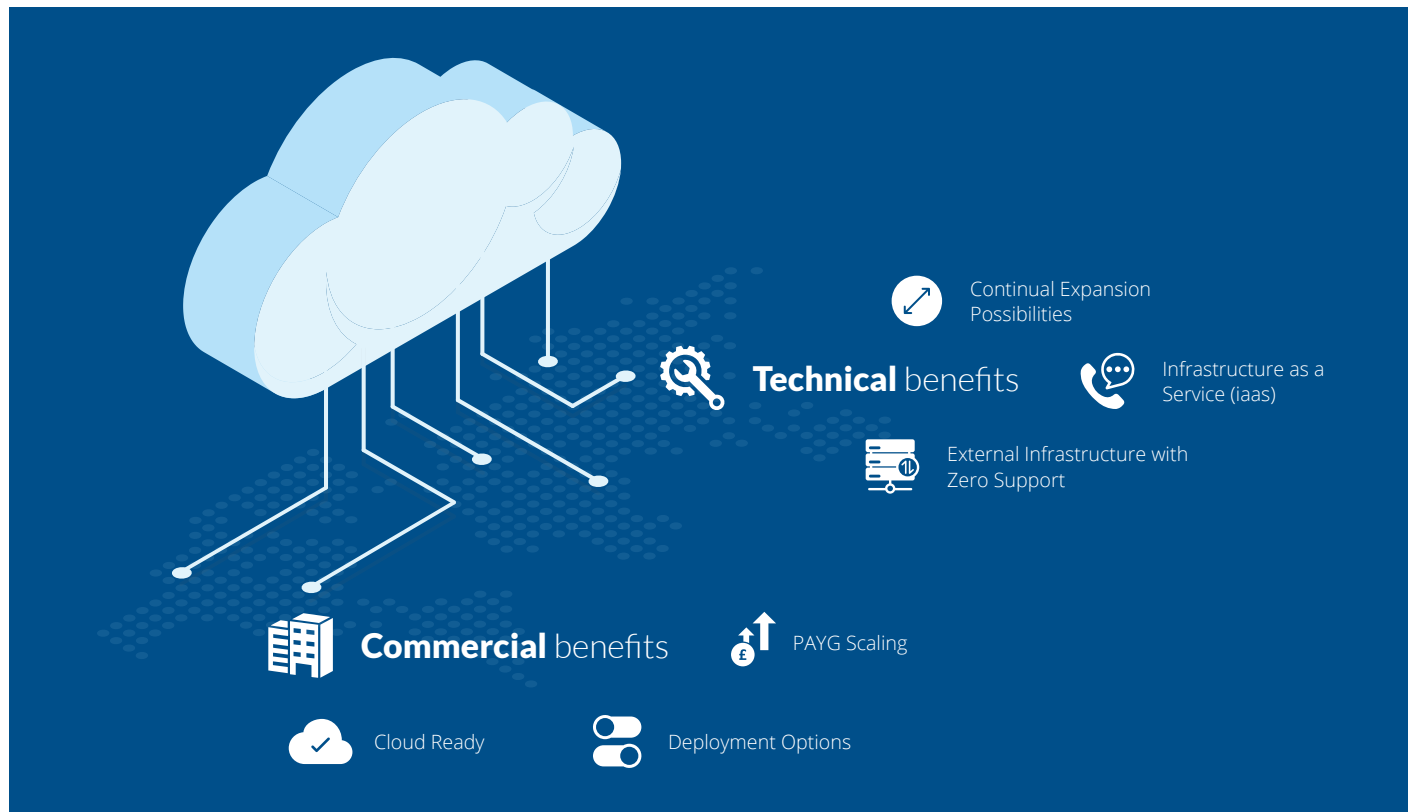 Continual Expansion
Possibilities
Technical benefits
Infrastructure as a
Service (iaas)
External Infrastructure with
Zero Support
Commercial benefits
£
PAYG Scaling
Cloud Ready
Deployment Options